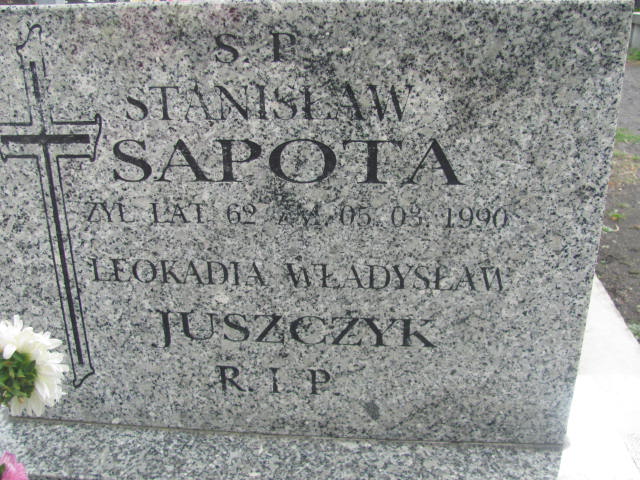 Ś. P.
STANISŁAW
SAPOTA
ŻYŁ LAT 62 ZM. 05. 03. 1990
LEOKADIA WŁADYSŁAW
JUSZCZYK
R. I. P.